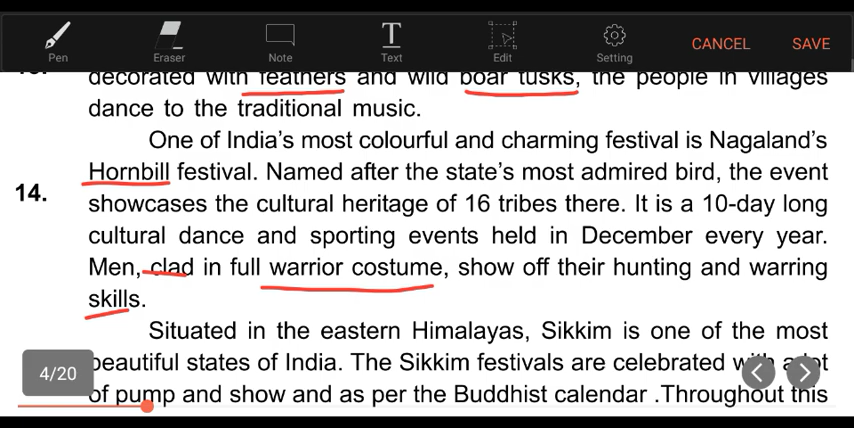 Pen Eraser Note Text Edit Setting CANCEL SAVE
decorated with feathers and wild boar tusks, the people in villages
dance to the traditional music.
One of India's most colourful and charming festival is Nagaland's
Hornbill festival. Named after the state's most admired bird, the event
14.
showcases the cultural heritage of 16 tribes there. It is a 10-day long
cultural dance and sporting events held in December every year.
Men, clad in full warrior costume, show off their hunting and warring
skills.
Situated in the eastern Himalayas, Sikkim is one of the most
beautiful states of India. The Sikkim festivals are celebrated with a lot
4/20
of pump and show and as per the Buddhist calendar .Throughout this